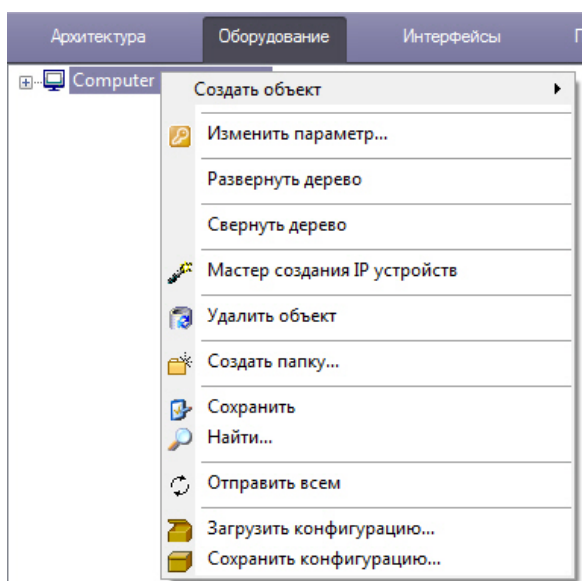 Архитектура Оборудование Интерфейсы
Computer
Создать объект
Изменить параметр...
Развернуть дерево
Свернуть дерево
Мастер создания IP устройств
Удалить объект
Создать папку...
Сохранить
Найти...
Отправить всем
Загрузить конфигурацию...
Сохранить конфигурацию...